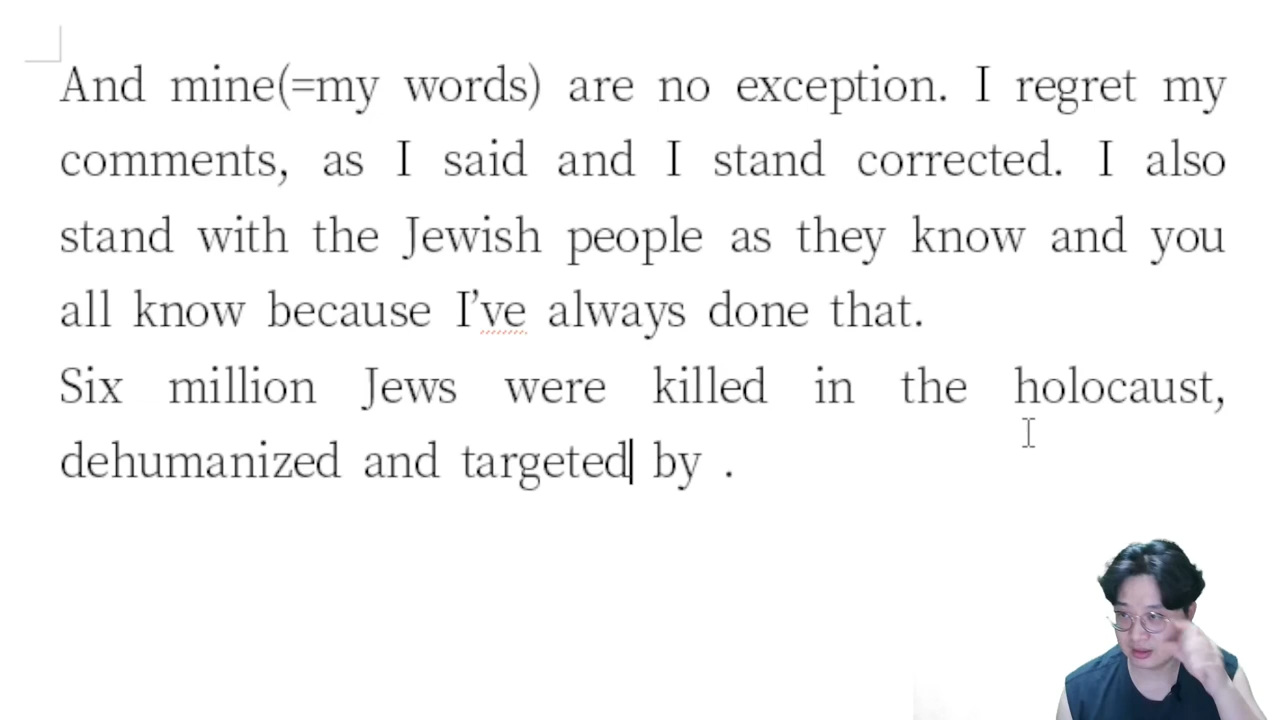 And mine(=my words) are no exception. I regret my
comments, as I said and I stand corrected. I also
stand with the Jewish people as they know and you
all know because I’ve always done that.
Six million Jews were killed in the holocaust,
dehumanized and targeted by .